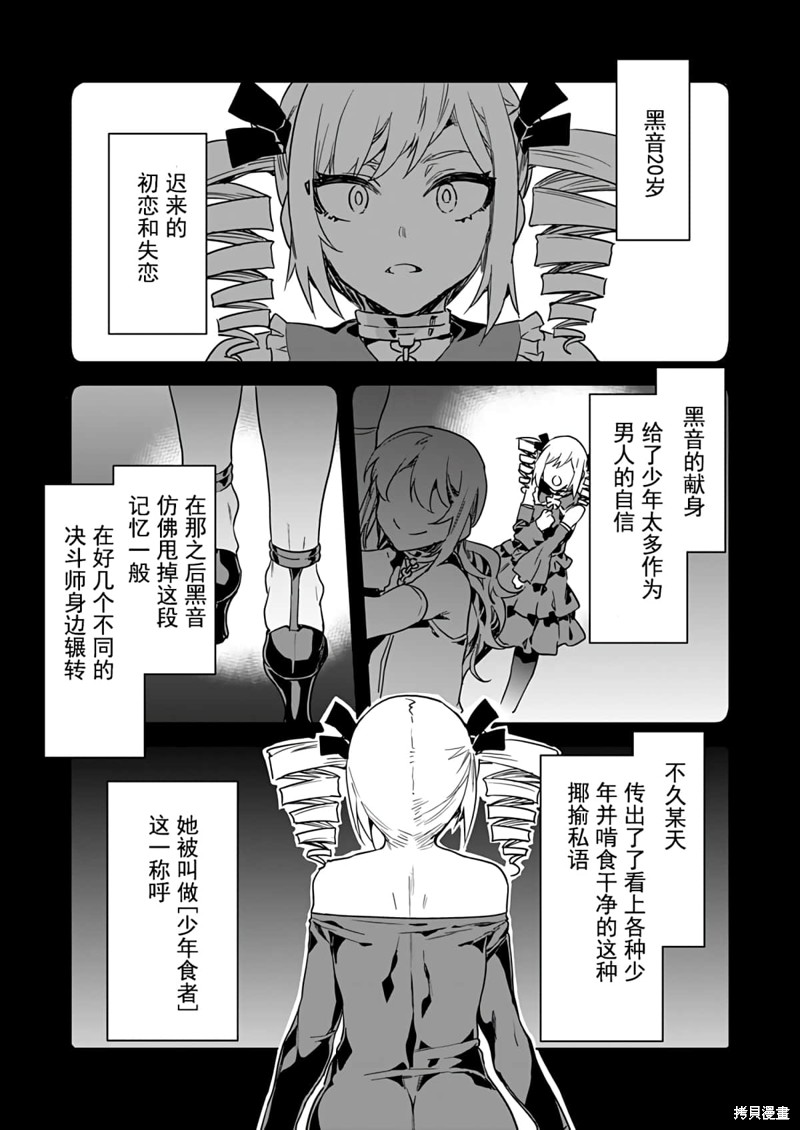 黑音20岁
迟来的
初恋和失恋
黑音的献身
给了少年太多作为
男人的自信
在那之后黑音
仿佛甩掉这段
记忆一般
在好几个不同的
决斗师身边辗转
不久某天
传出了了看上各种少
年并啃食干净的这种
揶揄私语
她被叫做[少年食者]
这一称呼
拷贝漫畫